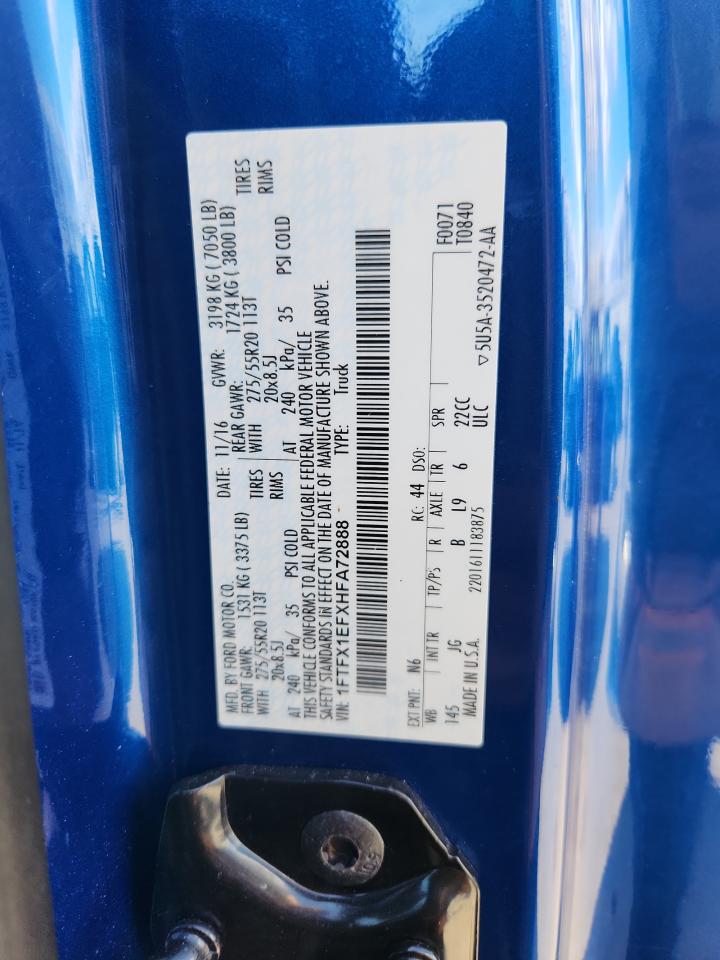 MFD. BY FORD MOTOR CO. DATE: 11/16 GVWR: 3198 KG ( 7050 LB)
FRONT GAWR: 1531 KG ( 3375 LB) REAR GAWR: 1724 KG ( 3800 LB)
WITH 275/55R20 113T TIRES WITH 275/55R20 113T TIRES
20x8.5J RIMS 20x8.5J RIMS
AT 240 kPa/ 35 PSI COLD AT 240 kPa/ 35 PSI COLD
THIS VEHICLE CONFORMS TO ALL APPLICABLE FEDERAL MOTOR VEHICLE
SAFETY STANDARDS IN EFFECT ON THE DATE OF MANUFACTURE SHOWN ABOVE.
VIN: 1FTFX1EFXHFA72888 TYPE: Truck
EXT PNT: N6 RC: 44 DSO: F0071
WB INT TR TP/PS R AXLE TR SPR T0840
145 JG B L9 6 22CC
MADE IN U.S.A. 2201611183875 ULC ▽ 5U5A-3520472-AA